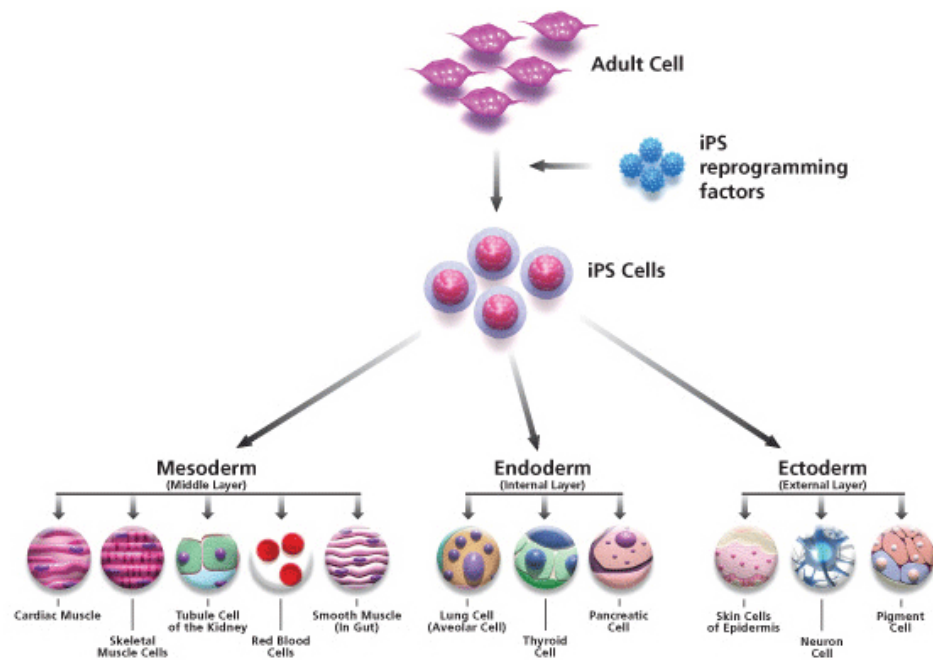 Adult Cell
iPS
reprogramming
factors
iPS Cells
Mesoderm
(Middle Layer)
Endoderm
(Internal Layer)
Ectoderm
(External Layer)
Cardiac Muscle
Skeletal
Muscle Cells
Tubule Cell
of the Kidney
Red Blood
Cells
Smooth Muscle
(In Gut)
Lung Cell
(Aveolar Cell)
Thyroid
Cell
Pancreatic
Cell
Skin Cells
of Epidermis
Neuron
Cell
Pigment
Cell